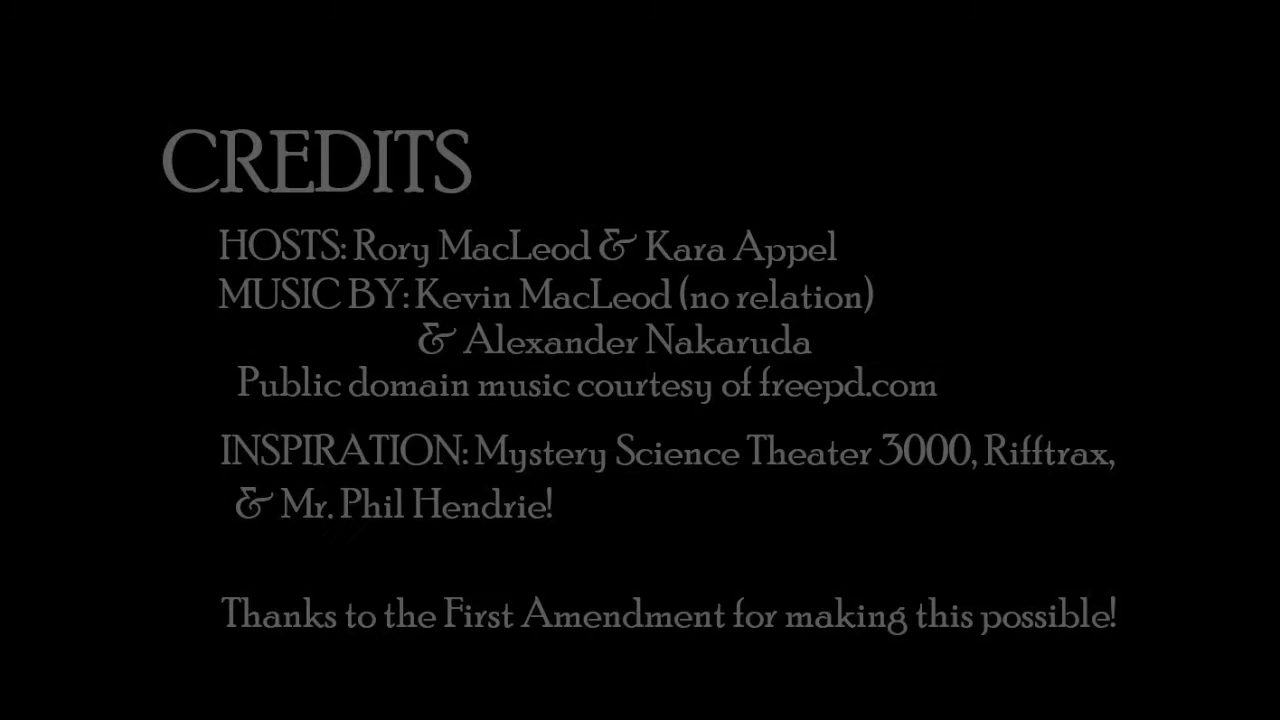 CREDITS
HOSTS: Rory MacLeod & Kara Appel
MUSIC BY: Kevin MacLeod (no relation)
& Alexander Nakaruda
Public domain music courtesy of freepd.com
INSPIRATION: Mystery Science Theater 3000, Rifftrax,
& Mr. Phil Hendrie!
Thanks to the First Amendment for making this possible!